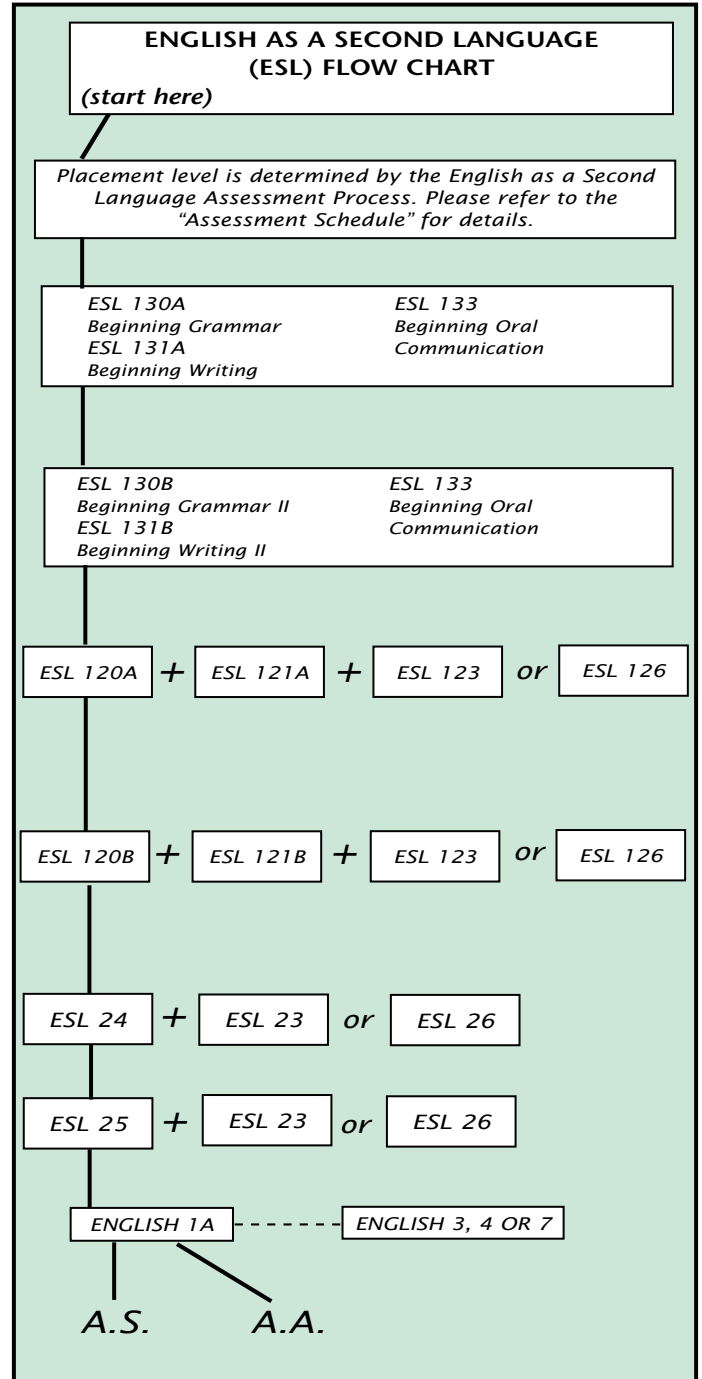 ENGLISH AS A SECOND LANGUAGE
(ESL) FLOW CHART
(start here)
Placement level is determined by the English as a Second
Language Assessment Process. Please refer to the
“Assessment Schedule” for details.
ESL 130A
Beginning Grammar
ESL 131A
Beginning Writing
ESL 133
Beginning Oral
Communication
ESL 130B
Beginning Grammar II
ESL 131B
Beginning Writing II
ESL 133
Beginning Oral
Communication
ESL 120A + ESL 121A + ESL 123 or ESL 126
ESL 120B + ESL 121B + ESL 123 or ESL 126
ESL 24 + ESL 23 or ESL 26
ESL 25 + ESL 23 or ESL 26
ENGLISH 1A ENGLISH 3, 4 OR 7
A.S. A.A.